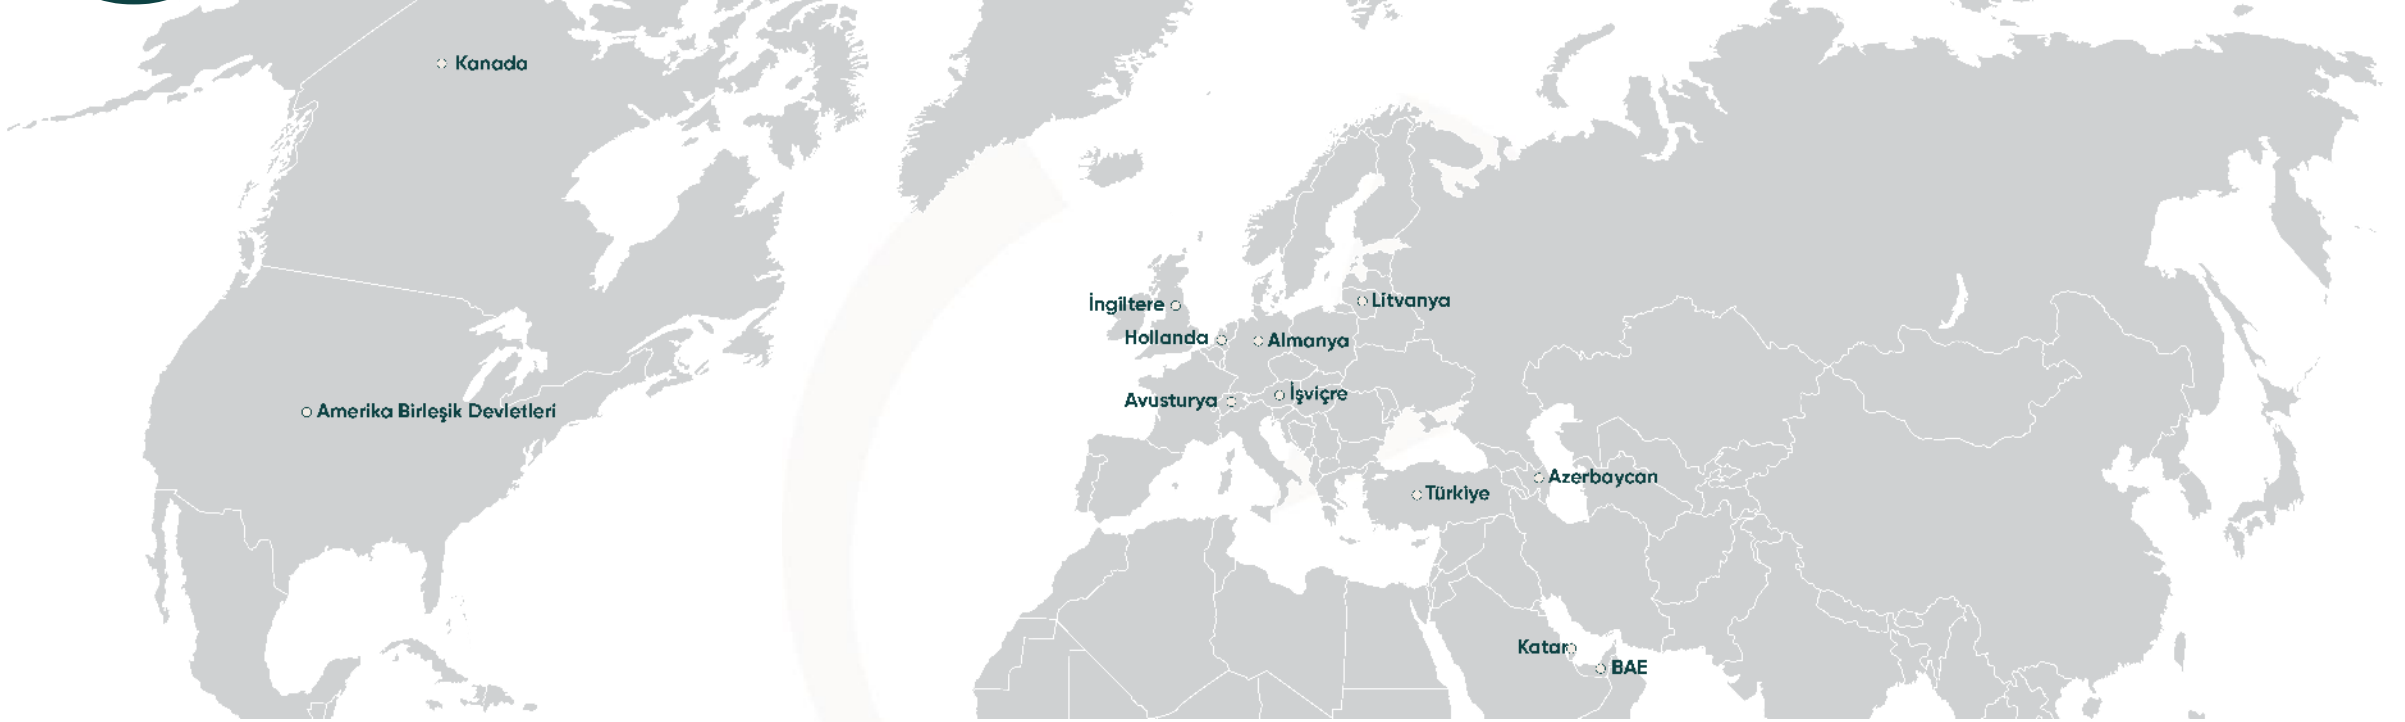 Kanada
Litvanya
İngiltere
Hollanda
Almanya
İşviçre
Avusturya
Amerika Birleşik Devletleri
Azerbaycan
Türkiye
Katar
BAE